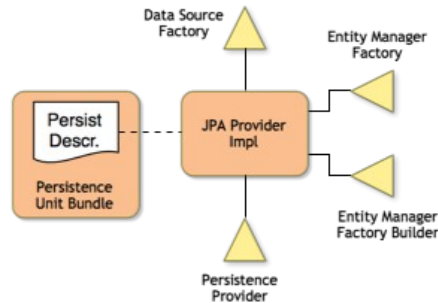 Data Source
Factory
Entity Manager
Factory
Persist
Descr.
JPA Provider
Impl
Persistence
Unit Bundle
Entity Manager
Factory Builder
Persistence
Provider